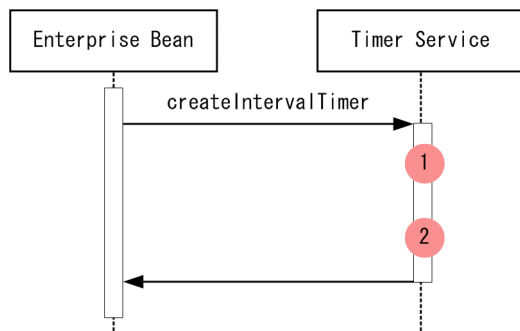 Enterprise Bean
Timer Service
createIntervalTimer
1
2